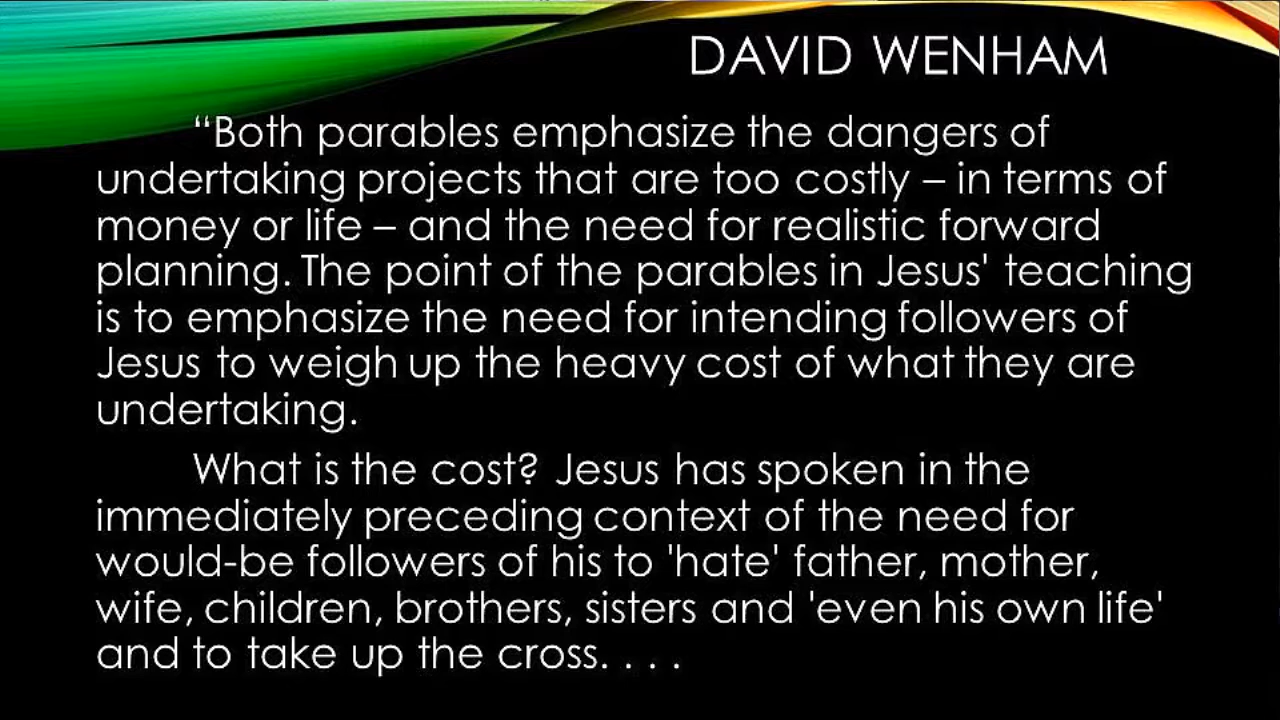 DAVID WENHAM
“Both parables emphasize the dangers of
undertaking projects that are too costly – in terms of
money or life – and the need for realistic forward
planning. The point of the parables in Jesus' teaching
is to emphasize the need for intending followers of
Jesus to weigh up the heavy cost of what they are
undertaking.
What is the cost? Jesus has spoken in the
immediately preceding context of the need for
would-be followers of his to 'hate' father, mother,
wife, children, brothers, sisters and 'even his own life'
and to take up the cross. . . .